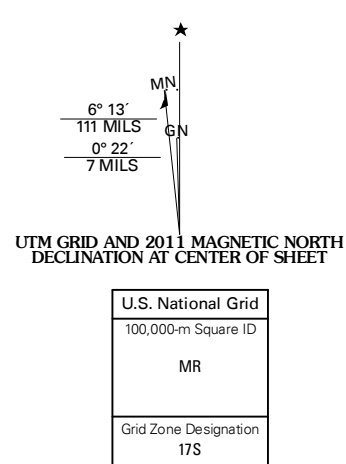 ★
MN
6° 13´
111 MILS
GN
0° 22´
7 MILS
UTM GRID AND 2011 MAGNETIC NORTH
DECLINATION AT CENTER OF SHEET
U.S. National Grid
100,000-m Square ID
MR
Grid Zone Designation
17S